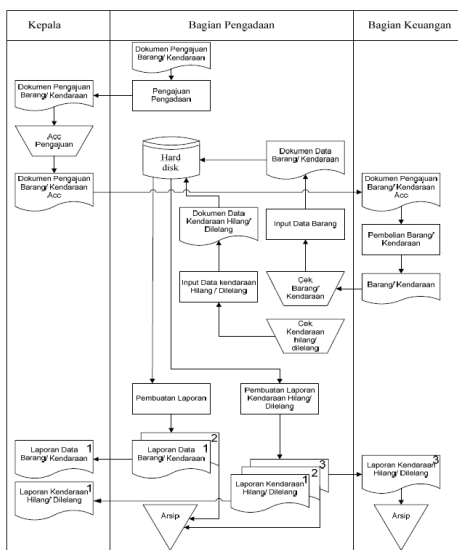 Kepala
Bagian Pengadaan
Bagian Keuangan
Dokumen Pengajuan
Barang/ Kendaraan
Dokumen Pengajuan
Barang/ Kendaraan
Pengajuan
Pengadaan
Acc
Pengajuan
Hard
disk
Dokumen Data
Barang/ Kendaraan
Dokumen Pengajuan
Barang/ Kendaraan
Acc
Dokumen Pengajuan
Barang/ Kendaraan
Acc
Dokumen Data
Kendaraan Hilang/
Dilelang
Input Data Barang
Pembelian Barang/
Kendaraan
Input Data kendaraan
Hilang / Dilelang
Cek
Barang/
Kendaraan
Barang/ Kendaraan
Cek
Kendaraan
hilang/
dilelang
Pembuatan Laporan
Pembuatan Laporan
Kendaraan Hilang/
Dilelang
Laporan Data
Barang/ Kendaraan
1
Laporan Data
Barang/ Kendaraan
1
2
Laporan Kendaraan
Hilang/ Dilelang
1
2
3
Laporan Kendaraan
Hilang/ Dilelang
3
Laporan Kendaraan
Hilang/ Dilelang
1
Arsip
Arsip